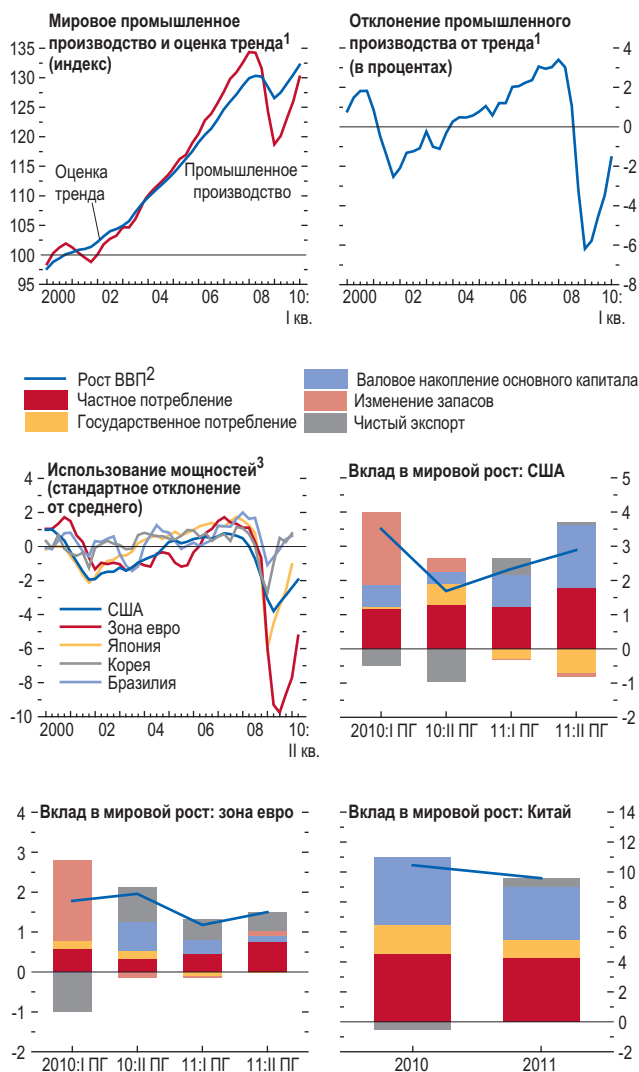 Мировое промышленное
производство и оценка тренда1
(индекс)
135
130
125
120
115
110
105
100
95
Оценка
тренда
Промышленное
производство
2000 02 04 06 08 10:
I кв.
Отклонение промышленного
производства от тренда1
(в процентах)
4
2
0
-2
-4
-6
-8
2000 02 04 06 08 10:
I кв.
Рост ВВП2
Частное потребление
Государственное потребление
Валовое накопление основного капитала
Изменение запасов
Чистый экспорт
Использование мощностей3
(стандартное отклонение
от среднего)
4
2
0
-2
-4
-6
-8
-10
США
Зона евро
Япония
Корея
Бразилия
2000 02 04 06 08 10:
II кв.
Вклад в мировой рост: США
5
4
3
2
1
0
-1
-2
2010:I ПГ 10:II ПГ 11:I ПГ 11:II ПГ
Вклад в мировой рост: зона евро
4
3
2
1
0
-1
-2
2010:I ПГ 10:II ПГ 11:I ПГ 11:II ПГ
Вклад в мировой рост: Китай
14
12
10
8
6
4
2
0
-2
2010 2011